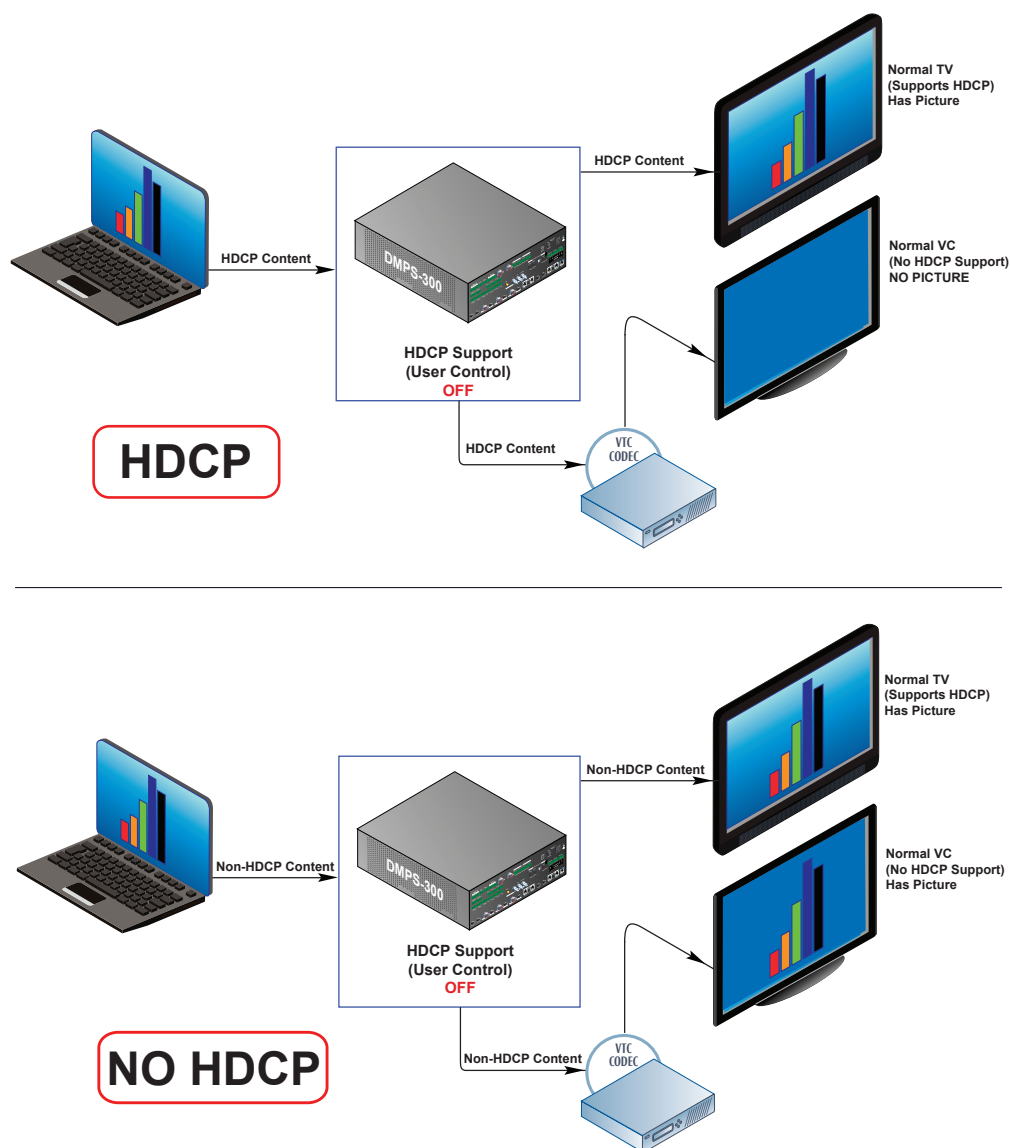 Normal TV
(Supports HDCP)
Has Picture
HDCP Content
HDCP Content
DMPS-300
Normal VC
(No HDCP Support)
NO PICTURE
HDCP Support
(User Control)
OFF
HDCP
HDCP Content
VTC
CODEC
Normal TV
(Supports HDCP)
Has Picture
Non-HDCP Content
Non-HDCP Content
DMPS-300
Normal VC
(No HDCP Support)
Has Picture
HDCP Support
(User Control)
OFF
NO HDCP
Non-HDCP Content
VTC
CODEC